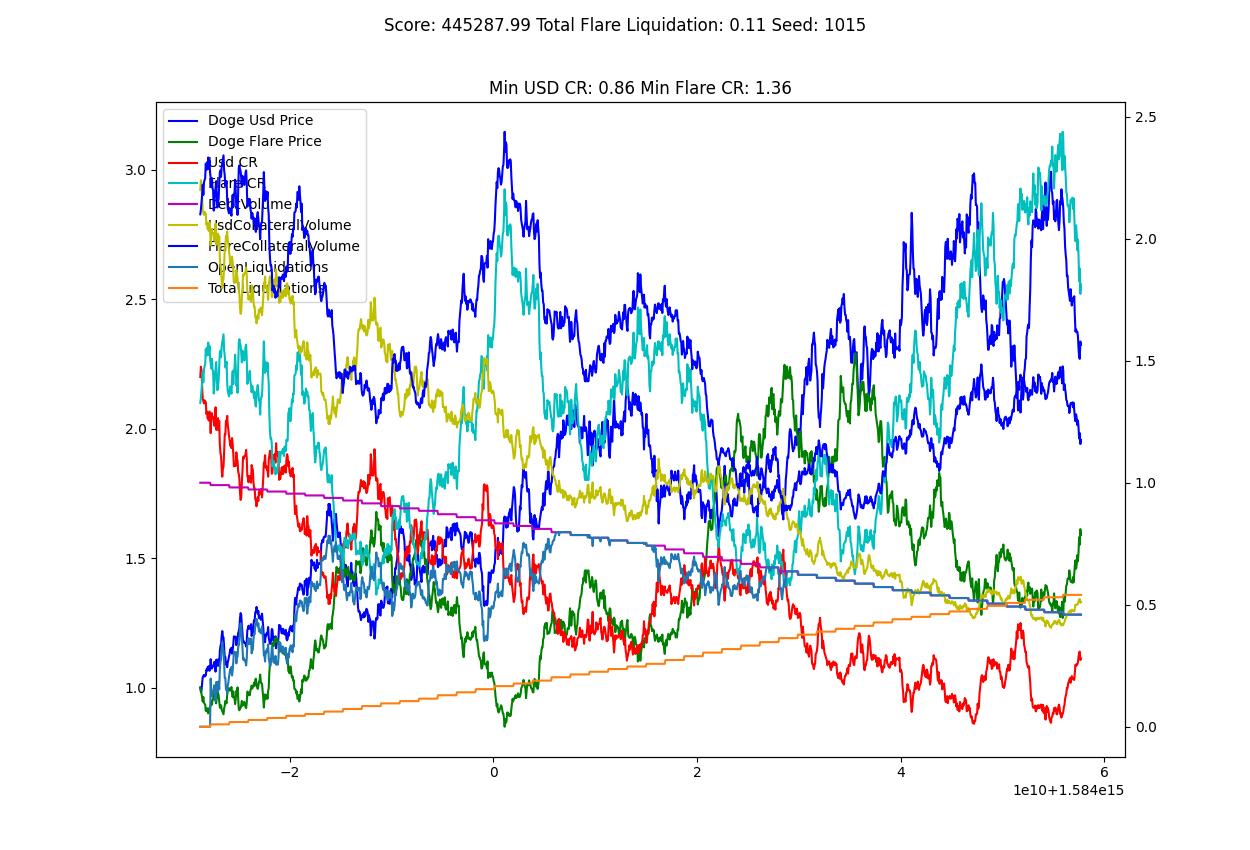 Score: 445287.99 Total Flare Liquidation: 0.11 Seed: 1015
Min USD CR: 0.86 Min Flare CR: 1.36
Doge Usd Price
Doge Flare Price
Usd CR
Flare CR
DebtVolume
UsdCollateralVolume
FlareCollateralVolume
OpenLiquidations
TotalLiquidations
3.0
2.5
2.0
1.5
1.0
2.5
2.0
1.5
1.0
0.5
0.0
−2
0
2
4
6
1e10+1.584e15